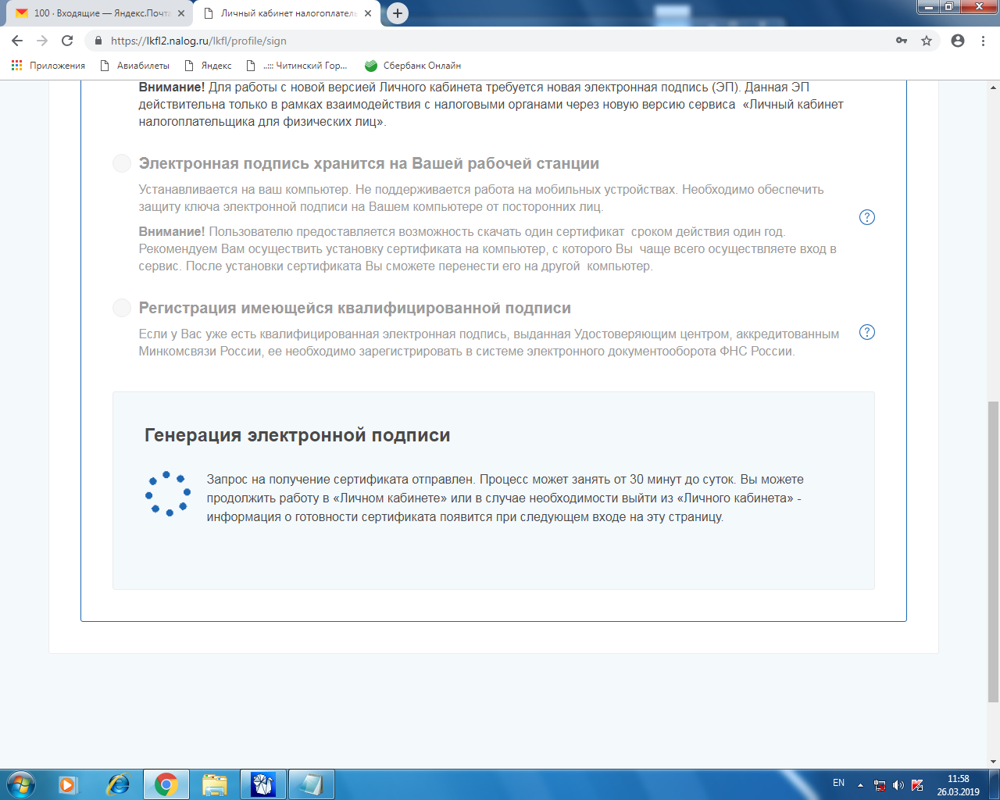 100 · Входящие — Яндекс.Почта
Личный кабинет налогоплатель
https://lkfl2.nalog.ru/lkfl/profile/sign
Приложения
Авиабилеты
Яндекс
..::: Читинский Гор...
Сбербанк Онлайн
Внимание! Для работы с новой версией Личного кабинета требуется новая электронная подпись (ЭП). Данная ЭП
действительна только в рамках взаимодействия с налоговыми органами через новую версию сервиса «Личный кабинет
налогоплательщика для физических лиц».
Электронная подпись хранится на Вашей рабочей станции
Устанавливается на ваш компьютер. Не поддерживается работа на мобильных устройствах. Необходимо обеспечить
защиту ключа электронной подписи на Вашем компьютере от посторонних лиц.
?
Внимание! Пользователю предоставляется возможность скачать один сертификат сроком действия один год.
Рекомендуем Вам осуществить установку сертификата на компьютер, с которого Вы чаще всего осуществляете вход в
сервис. После установки сертификата Вы сможете перенести его на другой компьютер.
Регистрация имеющейся квалифицированной подписи
Если у Вас уже есть квалифицированная электронная подпись, выданная Удостоверяющим центром, аккредитованным
?
Минкомсвязи России, ее необходимо зарегистрировать в системе электронного документооборота ФНС России.
Генерация электронной подписи
Запрос на получение сертификата отправлен. Процесс может занять от 30 минут до суток. Вы можете
продолжить работу в «Личном кабинете» или в случае необходимости выйти из «Личного кабинета» -
информация о готовности сертификата появится при следующем входе на эту страницу.
EN
11:58
26.03.2019